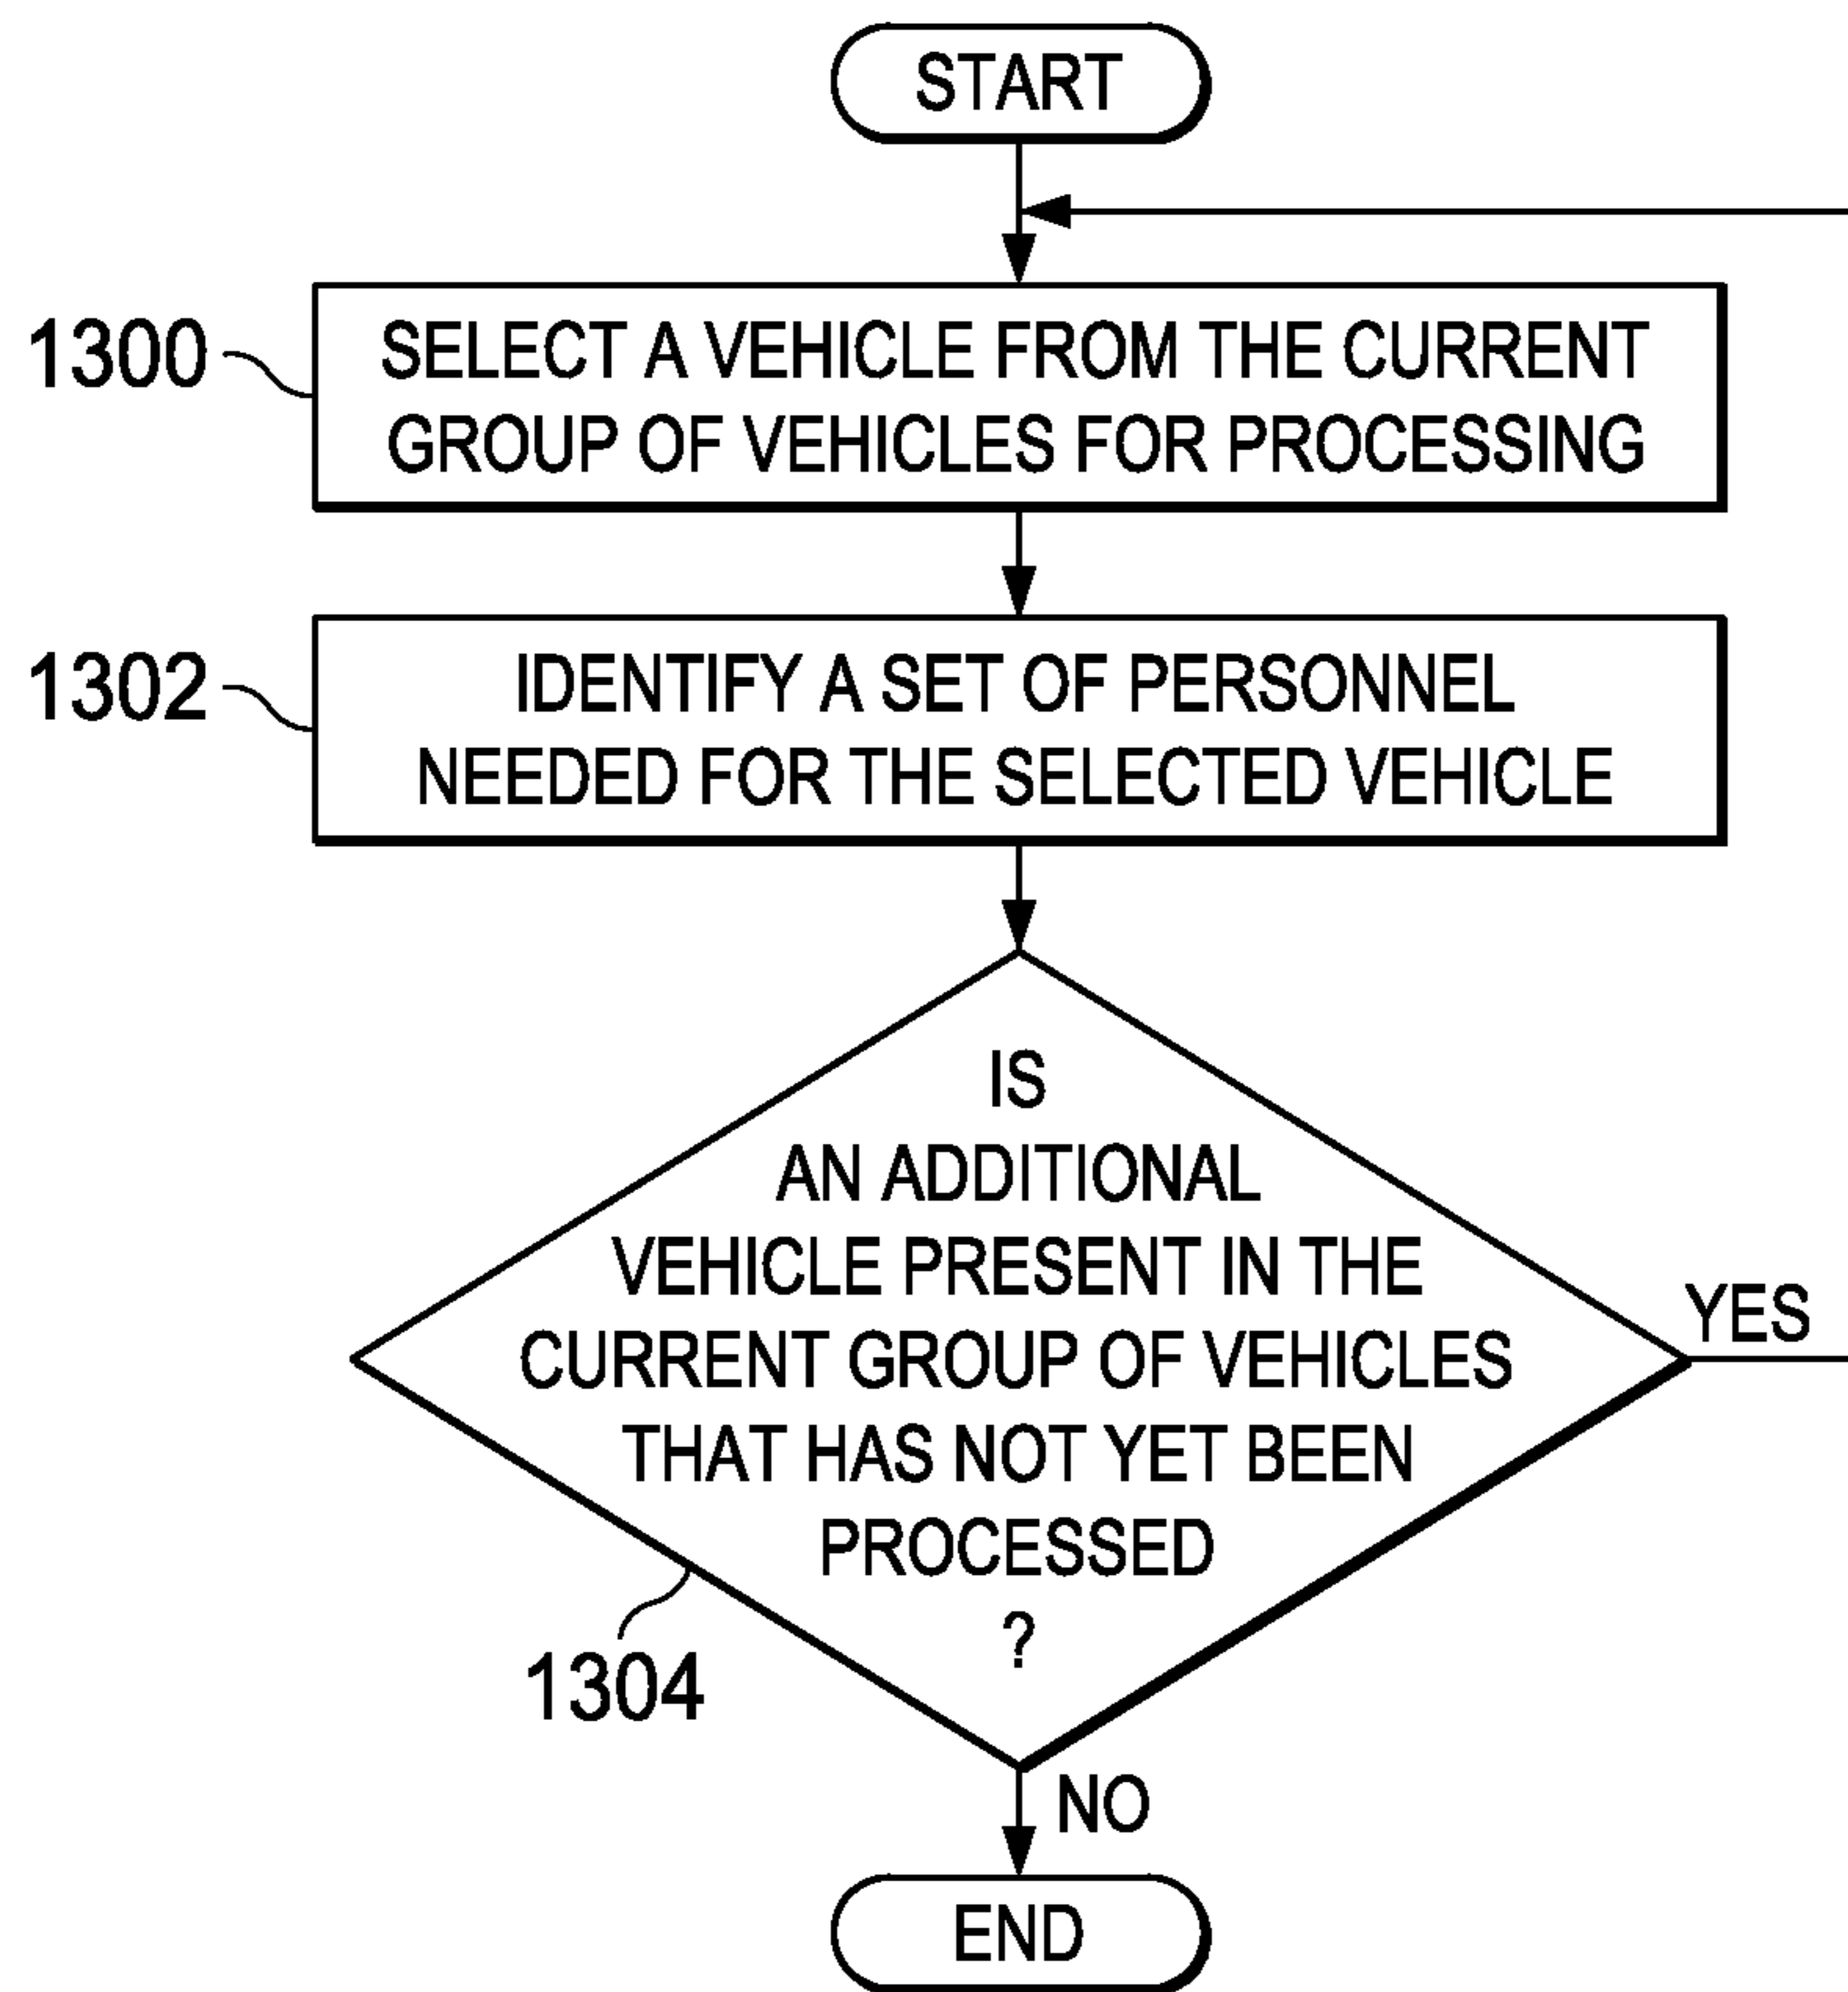 START
1300
SELECT A VEHICLE FROM THE CURRENT
GROUP OF VEHICLES FOR PROCESSING
1302
IDENTIFY A SET OF PERSONNEL
NEEDED FOR THE SELECTED VEHICLE
IS
AN ADDITIONAL
VEHICLE PRESENT IN THE
CURRENT GROUP OF VEHICLES
THAT HAS NOT YET BEEN
PROCESSED
?
YES
1304
NO
END